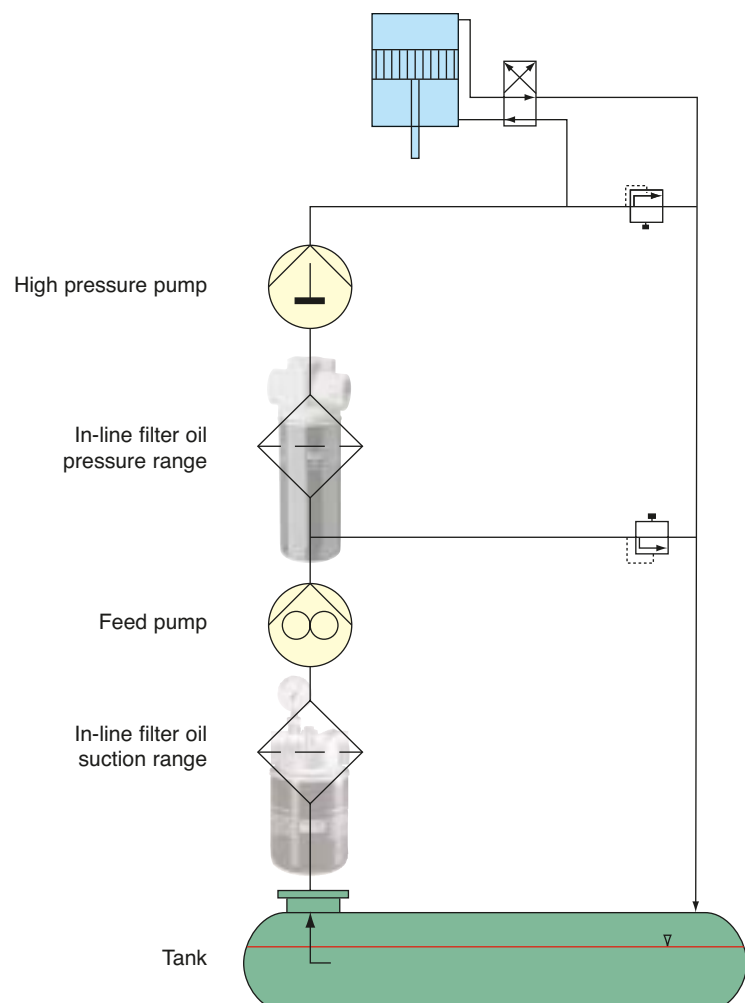 High pressure pump
In-line filter oil
pressure range
Feed pump
In-line filter oil
suction range
Tank